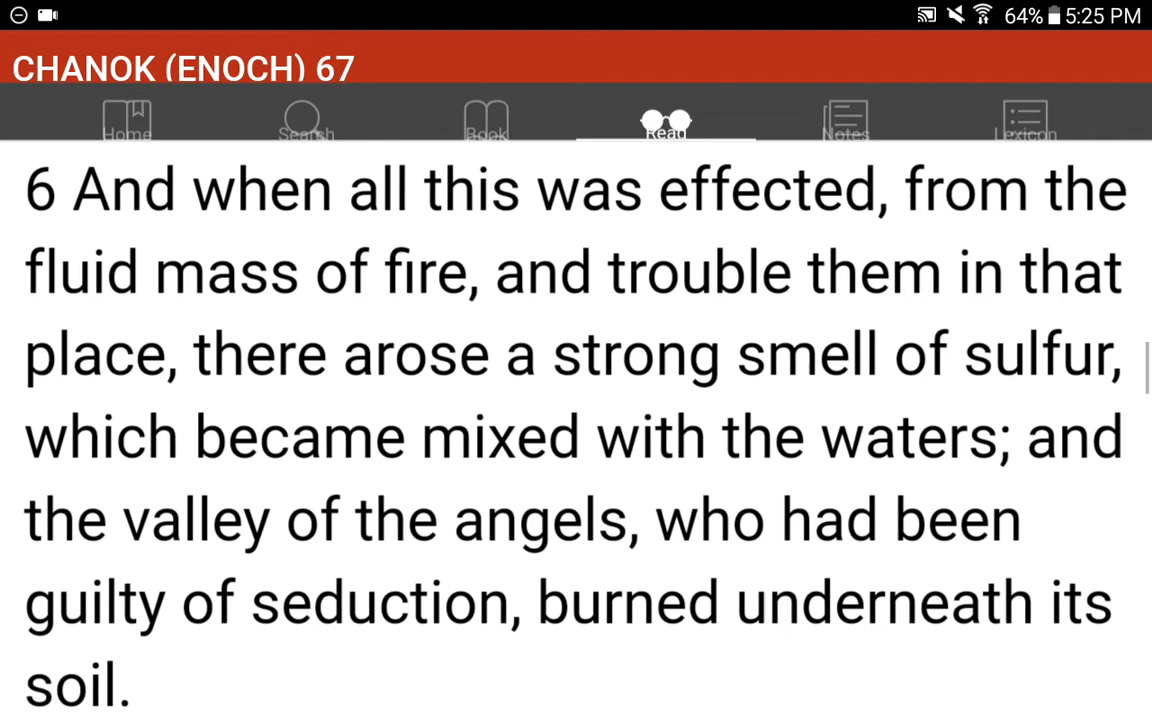 64% 5:25 PM
CHANOK (ENOCH) 67
Home Search Book Read Notes Lexicon
6 And when all this was effected, from the
fluid mass of fire, and trouble them in that
place, there arose a strong smell of sulfur,
which became mixed with the waters; and
the valley of the angels, who had been
guilty of seduction, burned underneath its
soil.